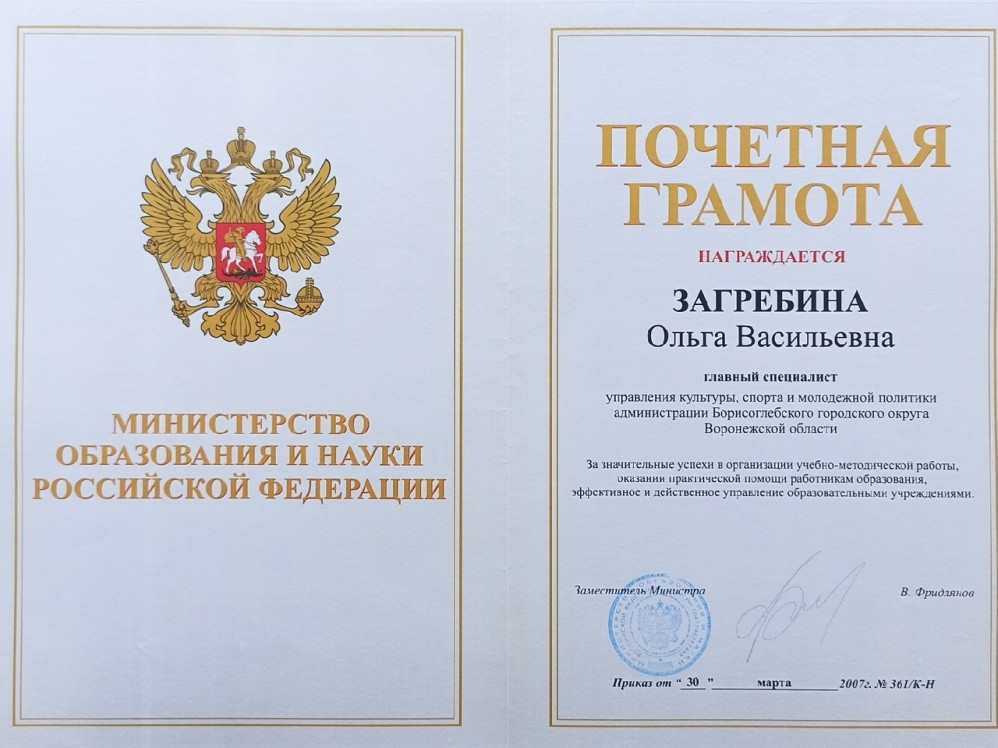 МИНИСТЕРСТВО
ОБРАЗОВАНИЯ И НАУКИ
РОССИЙСКОЙ ФЕДЕРАЦИИ
ПОЧЕТНАЯ
ГРАМОТА
НАГРАЖДАЕТСЯ
ЗАГРЕБИНА
Ольга Васильевна
главный специалист
управления культуры, спорта и молодежной политики
администрации Борисоглебского городского округа
Воронежской области
За значительные успехи в организации учебно-методической работы,
оказании практической помощи работникам образования,
эффективное и действенное управление образовательными учреждениями.
Заместитель Министра
В. Фридлянов
Приказ от “ 30 ” марта 2007г. № 361/К-Н